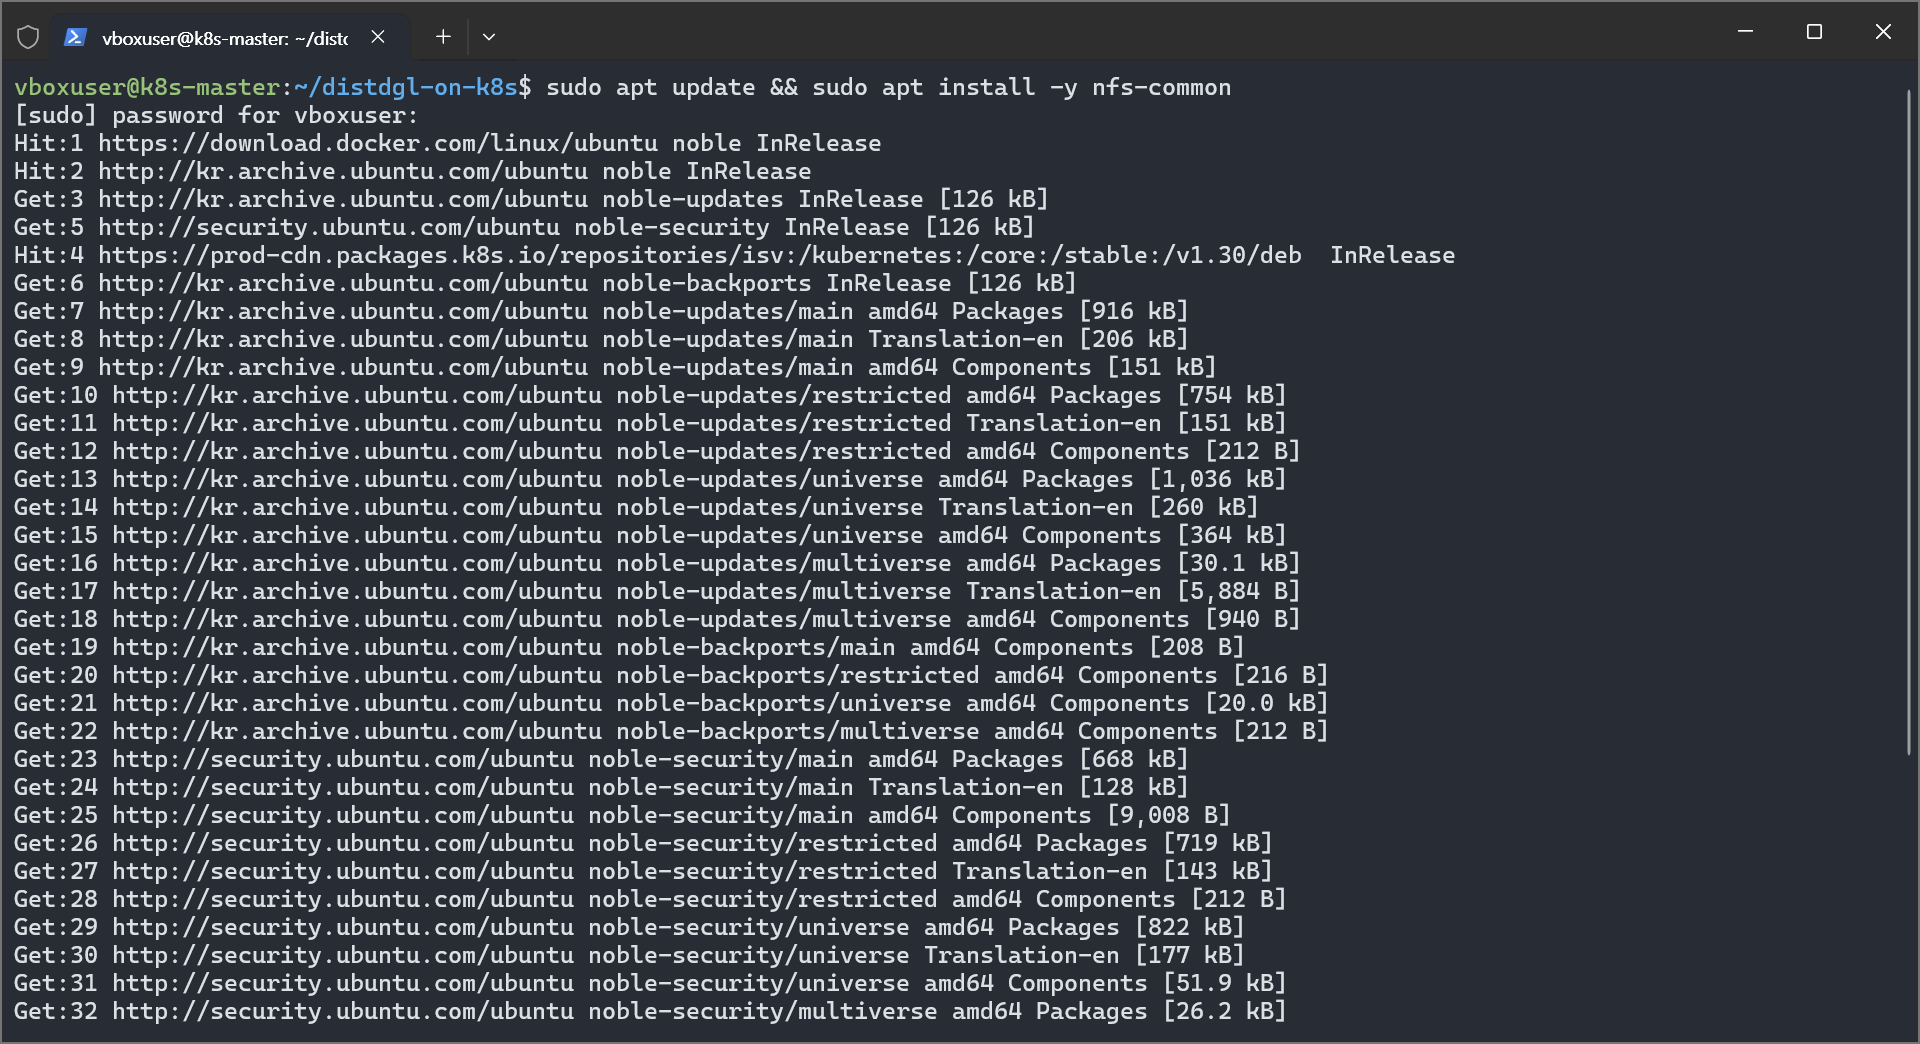 vboxuser@k8s-master: ~/distc
vboxuser@k8s-master:~/distdgl-on-k8s$ sudo apt update && sudo apt install -y nfs-common
[sudo] password for vboxuser:
Hit:1 https://download.docker.com/linux/ubuntu noble InRelease
Hit:2 http://kr.archive.ubuntu.com/ubuntu noble InRelease
Get:3 http://kr.archive.ubuntu.com/ubuntu noble-updates InRelease [126 kB]
Get:5 http://security.ubuntu.com/ubuntu noble-security InRelease [126 kB]
Hit:4 https://prod-cdn.packages.k8s.io/repositories/isv:/kubernetes:/core:/stable:/v1.30/deb  InRelease
Get:6 http://kr.archive.ubuntu.com/ubuntu noble-backports InRelease [126 kB]
Get:7 http://kr.archive.ubuntu.com/ubuntu noble-updates/main amd64 Packages [916 kB]
Get:8 http://kr.archive.ubuntu.com/ubuntu noble-updates/main Translation-en [206 kB]
Get:9 http://kr.archive.ubuntu.com/ubuntu noble-updates/main amd64 Components [151 kB]
Get:10 http://kr.archive.ubuntu.com/ubuntu noble-updates/restricted amd64 Packages [754 kB]
Get:11 http://kr.archive.ubuntu.com/ubuntu noble-updates/restricted Translation-en [151 kB]
Get:12 http://kr.archive.ubuntu.com/ubuntu noble-updates/restricted amd64 Components [212 B]
Get:13 http://kr.archive.ubuntu.com/ubuntu noble-updates/universe amd64 Packages [1,036 kB]
Get:14 http://kr.archive.ubuntu.com/ubuntu noble-updates/universe Translation-en [260 kB]
Get:15 http://kr.archive.ubuntu.com/ubuntu noble-updates/universe amd64 Components [364 kB]
Get:16 http://kr.archive.ubuntu.com/ubuntu noble-updates/multiverse amd64 Packages [30.1 kB]
Get:17 http://kr.archive.ubuntu.com/ubuntu noble-updates/multiverse Translation-en [5,884 B]
Get:18 http://kr.archive.ubuntu.com/ubuntu noble-updates/multiverse amd64 Components [940 B]
Get:19 http://kr.archive.ubuntu.com/ubuntu noble-backports/main amd64 Components [208 B]
Get:20 http://kr.archive.ubuntu.com/ubuntu noble-backports/restricted amd64 Components [216 B]
Get:21 http://kr.archive.ubuntu.com/ubuntu noble-backports/universe amd64 Components [20.0 kB]
Get:22 http://kr.archive.ubuntu.com/ubuntu noble-backports/multiverse amd64 Components [212 B]
Get:23 http://security.ubuntu.com/ubuntu noble-security/main amd64 Packages [668 kB]
Get:24 http://security.ubuntu.com/ubuntu noble-security/main Translation-en [128 kB]
Get:25 http://security.ubuntu.com/ubuntu noble-security/main amd64 Components [9,008 B]
Get:26 http://security.ubuntu.com/ubuntu noble-security/restricted amd64 Packages [719 kB]
Get:27 http://security.ubuntu.com/ubuntu noble-security/restricted Translation-en [143 kB]
Get:28 http://security.ubuntu.com/ubuntu noble-security/restricted amd64 Components [212 B]
Get:29 http://security.ubuntu.com/ubuntu noble-security/universe amd64 Packages [822 kB]
Get:30 http://security.ubuntu.com/ubuntu noble-security/universe Translation-en [177 kB]
Get:31 http://security.ubuntu.com/ubuntu noble-security/universe amd64 Components [51.9 kB]
Get:32 http://security.ubuntu.com/ubuntu noble-security/multiverse amd64 Packages [26.2 kB]